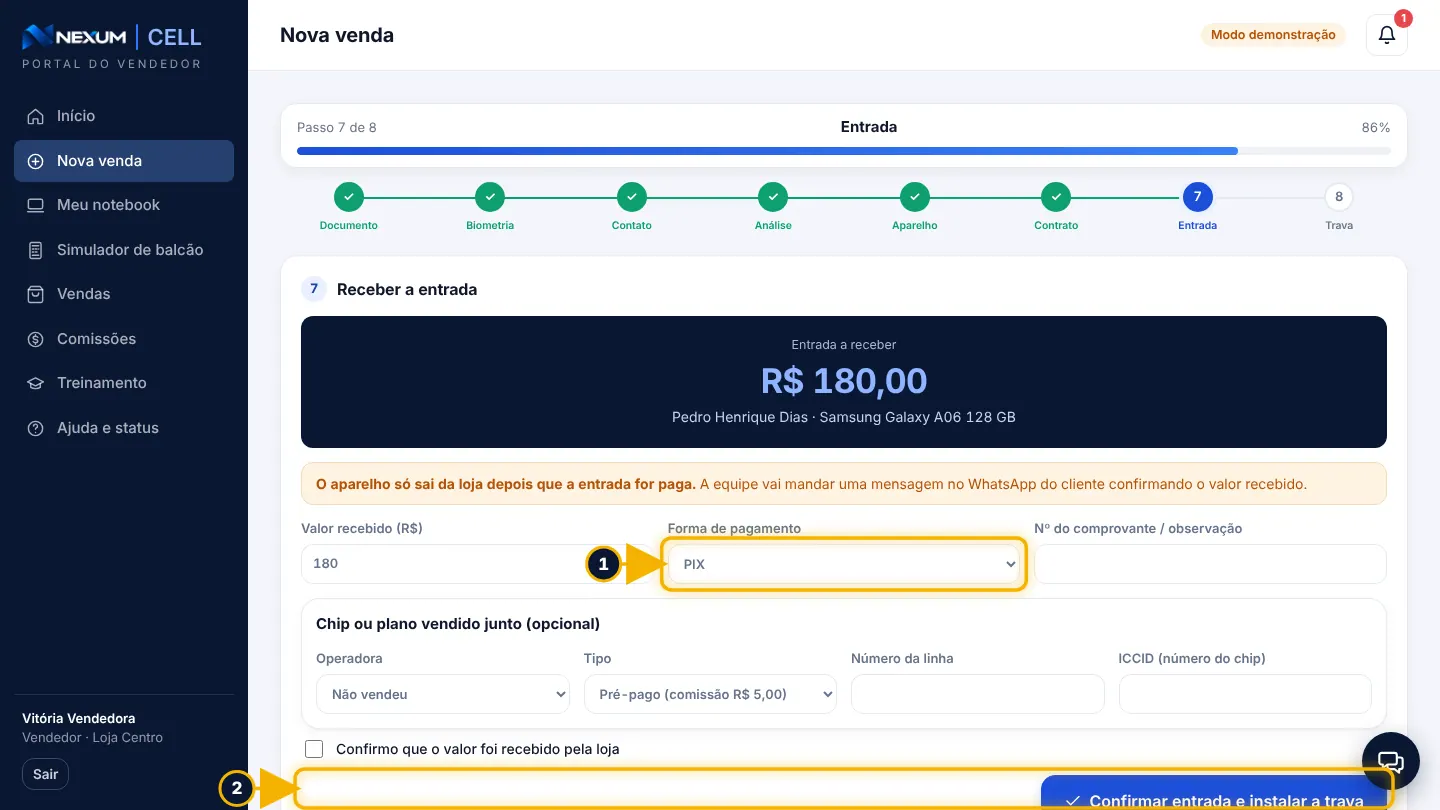 NEXUM | CELL
PORTAL DO VENDEDOR
Início
Nova venda
Meu notebook
Simulador de balcão
Vendas
Comissões
Treinamento
Ajuda e status
Vitória Vendedora
Vendedor · Loja Centro
Sair
Nova venda
Modo demonstração
1
Passo 7 de 8
Entrada
86%
7
8
Documento
Biometria
Contato
Análise
Aparelho
Contrato
Entrada
Trava
7 Receber a entrada
Entrada a receber
R$ 180,00
Pedro Henrique Dias · Samsung Galaxy A06 128 GB
O aparelho só sai da loja depois que a entrada for paga. A equipe vai mandar uma mensagem no WhatsApp do cliente confirmando o valor recebido.
Valor recebido (R$)
Forma de pagamento
Nº do comprovante / observação
180
1
PIX
Chip ou plano vendido junto (opcional)
Operadora
Tipo
Número da linha
ICCID (número do chip)
Não vendeu
Pré-pago (comissão R$ 5,00)
Confirmo que o valor foi recebido pela loja
2
Confirmar entrada e instalar a trava